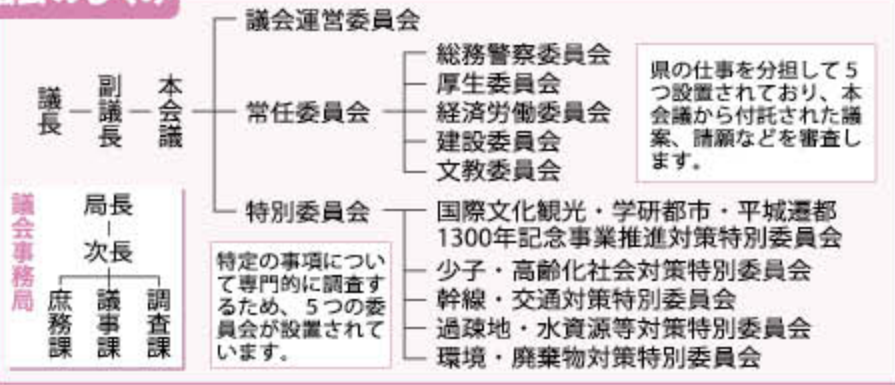 議会運営委員会
議長
副議長
本会議
常任委員会
総務警察委員会
厚生委員会
経済労働委員会
建設委員会
文教委員会
県の仕事を分担して5
つ設置されており、本
会議から付託された議
案、請願などを審査し
ます。
特別委員会
国際文化観光・学研都市・平城遷都
1300年記念事業推進対策特別委員会
少子・高齢化社会対策特別委員会
幹線・交通対策特別委員会
過疎地・水資源等対策特別委員会
環境・廃棄物対策特別委員会
特定の事項につい
て専門的に調査す
るため、5つの委
員会が設置されて
います。
議会事務局
局長
次長
庶務課
議事課
調査課